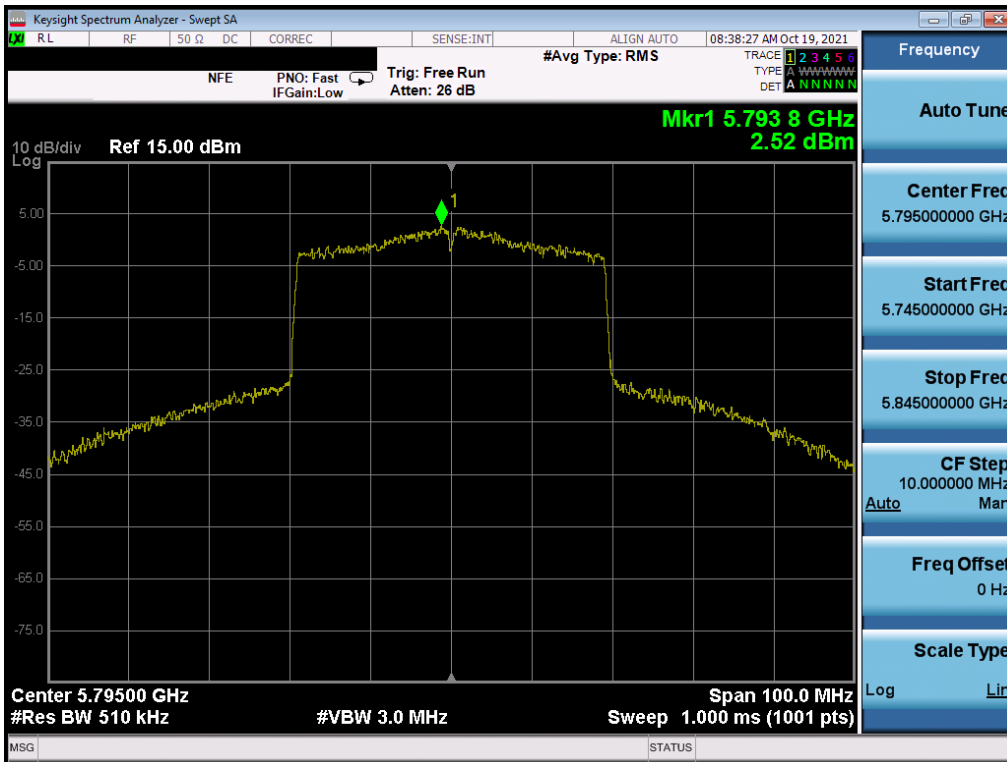 Keysight Spectrum Analyzer - Swept SA
LXI RL RF 50 Ω DC CORREC SENSE:INT ALIGN AUTO 08:38:27 AM Oct 19, 2021
NFE PNO: Fast Trig: Free Run #Avg Type: RMS TRACE 1 2 3 4 5 6
IFGain:Low Atten: 26 dB TYPE A WWWWW
DET A N N N N N
Mkr1 5.793 8 GHz
2.52 dBm
10 dB/div Ref 15.00 dBm
Log
1
5.00
-5.00
-15.0
-25.0
-35.0
-45.0
-55.0
-65.0
-75.0
Center 5.79500 GHz Span 100.0 MHz
#Res BW 510 kHz #VBW 3.0 MHz Sweep 1.000 ms (1001 pts)
MSG STATUS
Frequency
Auto Tune
Center Freq
5.795000000 GHz
Start Freq
5.745000000 GHz
Stop Freq
5.845000000 GHz
CF Step
10.000000 MHz
Auto Man
Freq Offset
0 Hz
Scale Type
Log Lin